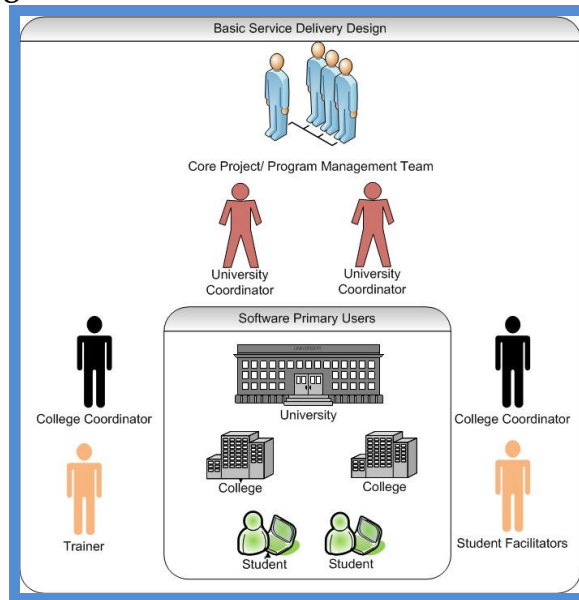 Basic Service Delivery Design
Core Project/ Program Management Team
University
Coordinator
University
Coordinator
Software Primary Users
UNIVERSITY
University
College Coordinator
College Coordinator
College
College
Trainer
Student Facilitators
Student
Student